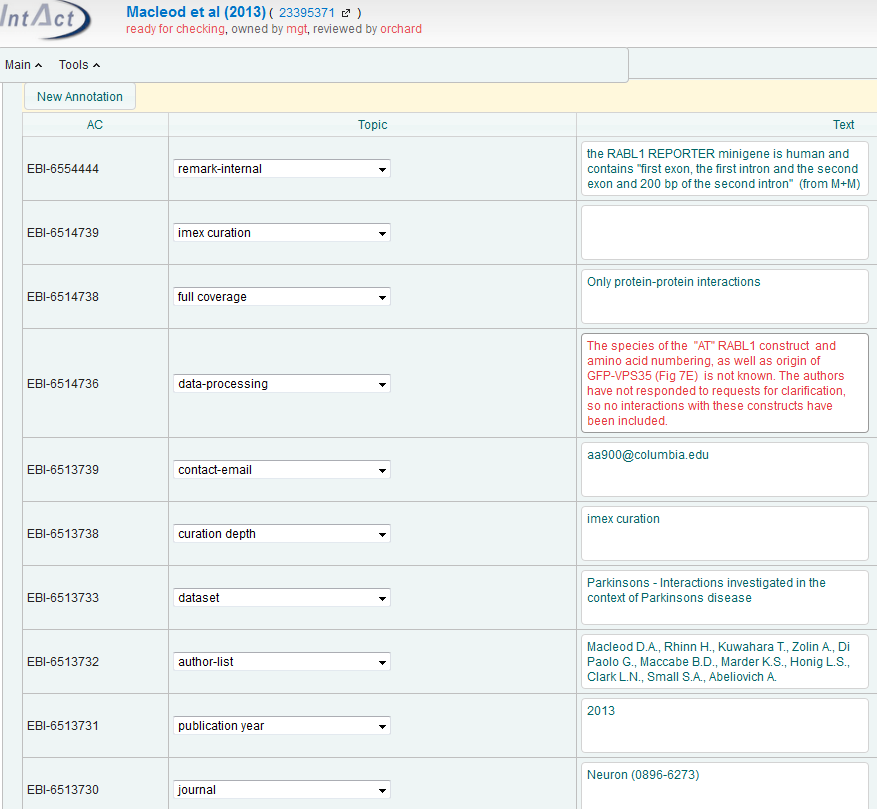 IntAct
Macleod et al (2013) ( 23395371 )
ready for checking, owned by mgt, reviewed by orchard
Main Tools
New Annotation
AC Topic Text
EBI-6554444 remark-internal
the RABL1 REPORTER minigene is human and
contains "first exon, the first intron and the second
exon and 200 bp of the second intron" (from M+M)
EBI-6514739 imex curation
EBI-6514738 full coverage
Only protein-protein interactions
EBI-6514736 data-processing
The species of the "AT" RABL1 construct and
amino acid numbering, as well as origin of
GFP-VPS35 (Fig 7E) is not known. The authors
have not responded to requests for clarification,
so no interactions with these constructs have
been included.
EBI-6513739 contact-email
aa900@columbia.edu
EBI-6513738 curation depth
imex curation
EBI-6513733 dataset
Parkinsons - Interactions investigated in the
context of Parkinsons disease
EBI-6513732 author-list
Macleod D.A., Rhinn H., Kuwahara T., Zolin A., Di
Paolo G., Maccabe B.D., Marder K.S., Honig L.S.,
Clark L.N., Small S.A., Abeliovich A.
EBI-6513731 publication year
2013
EBI-6513730 journal
Neuron (0896-6273)